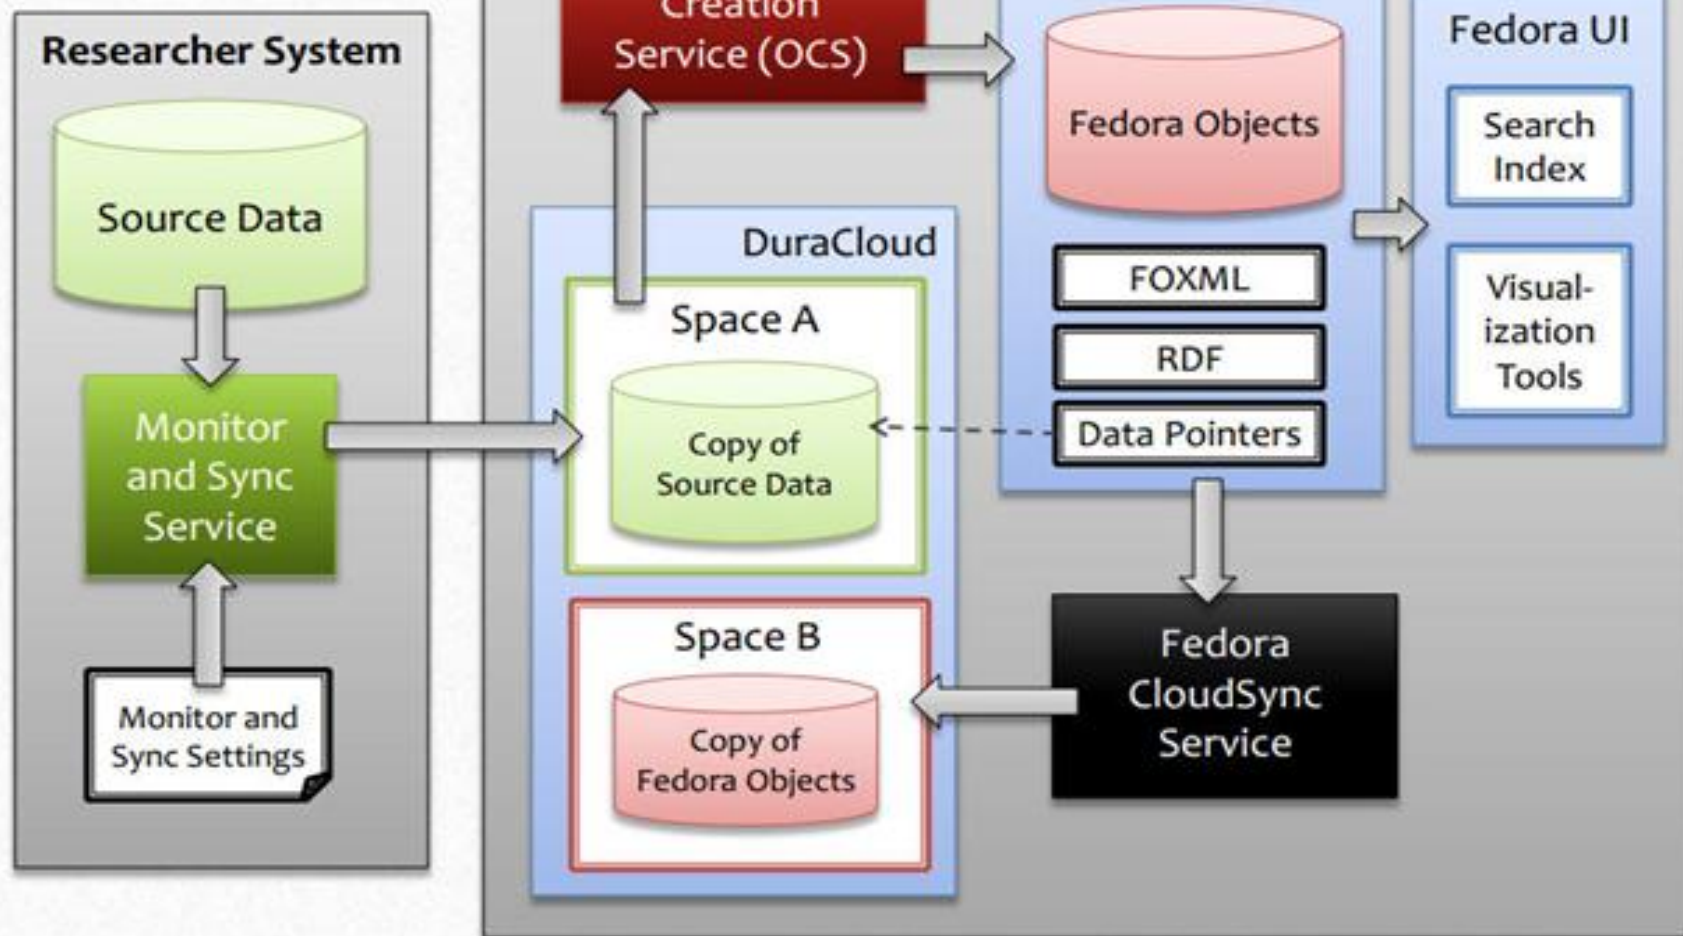 Researcher System
Source Data
Monitor
and Sync
Service
Monitor and
Sync Settings
Creation
Service (OCS)
DuraCloud
Space A
Copy of
Source Data
Space B
Copy of
Fedora Objects
Fedora Objects
FOXML
RDF
Data Pointers
Fedora
CloudSync
Service
Fedora UI
Search
Index
Visual-
ization
Tools